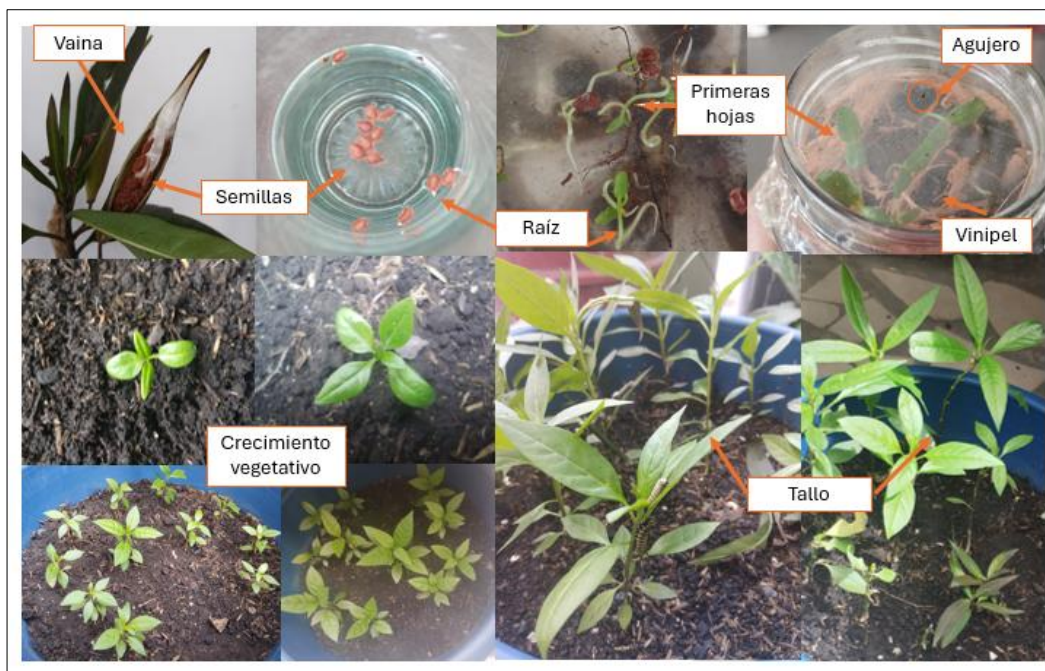 Vaina
Semillas
Raíz
Primeras
hojas
Agujero
Vinipel
Crecimiento
vegetativo
Tallo